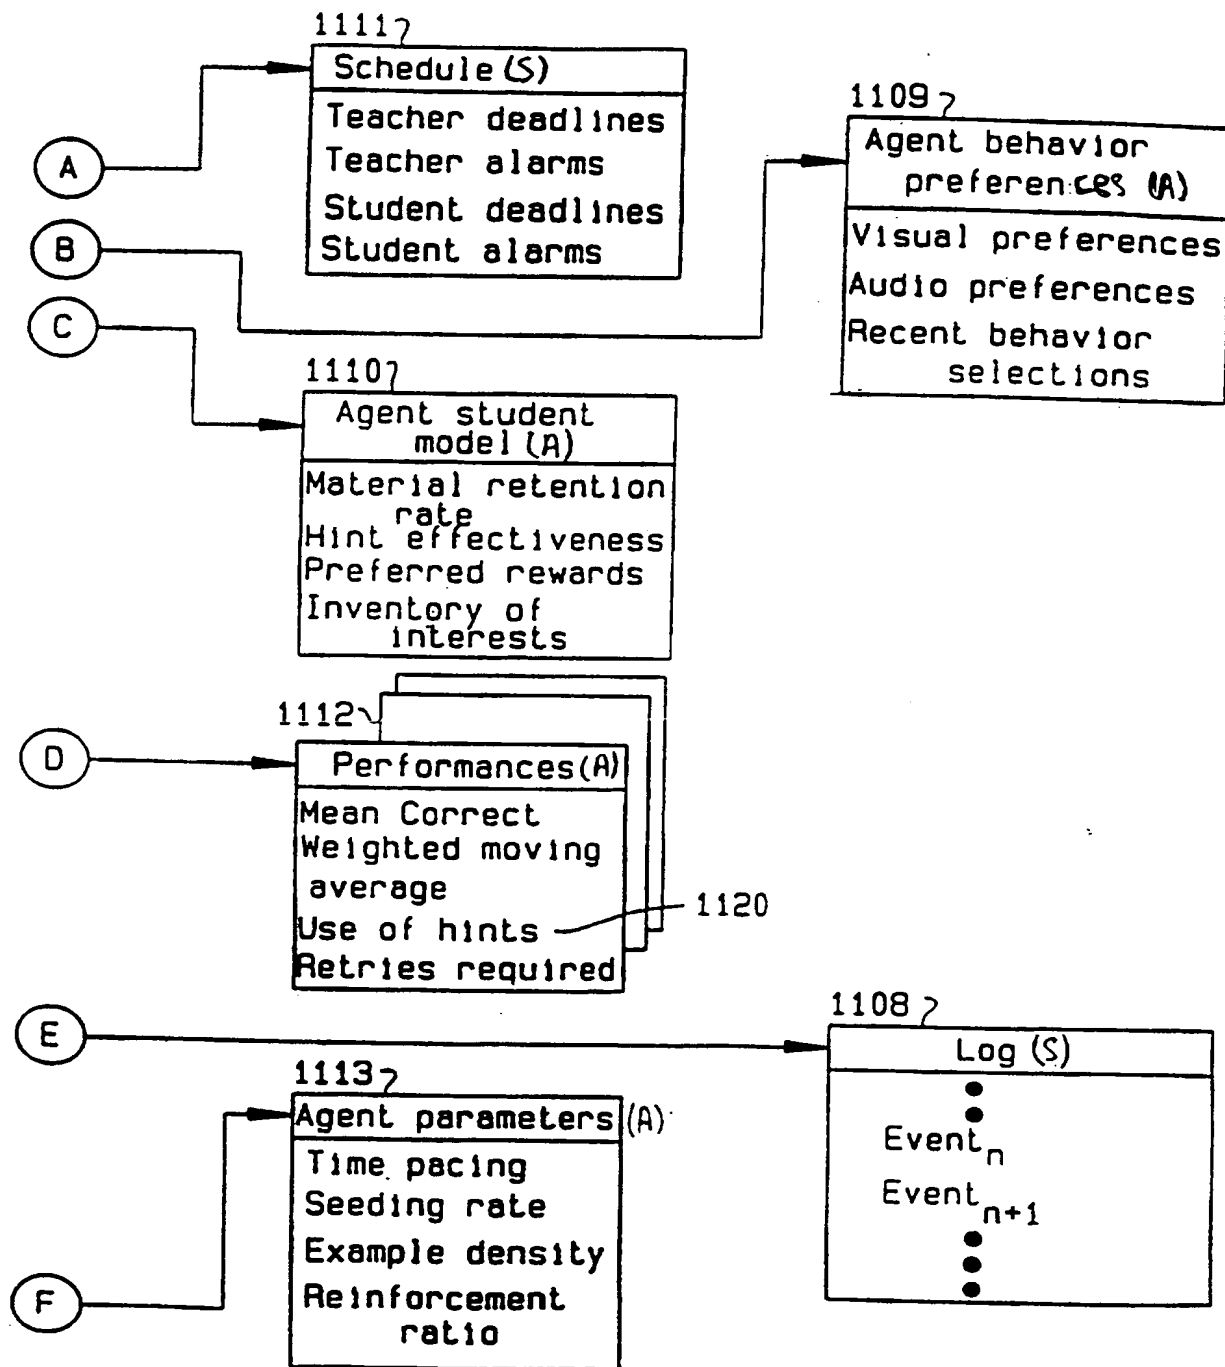 1111
Schedule (S)
Teacher deadlines
Teacher alarms
Student deadlines
Student alarms
A
B
C
1109
Agent behavior
preferences (A)
Visual preferences
Audio preferences
Recent behavior
selections
1110
Agent student
model (A)
Material retention
rate
Hint effectiveness
Preferred rewards
Inventory of
interests
D
1112
Performances (A)
Mean Correct
Weighted moving
average
Use of hints
1120
Retries required
E
1108
Log (S)
Event n
Event n+1
F
1113
Agent parameters (A)
Time pacing
Seeding rate
Example density
Reinforcement
ratio